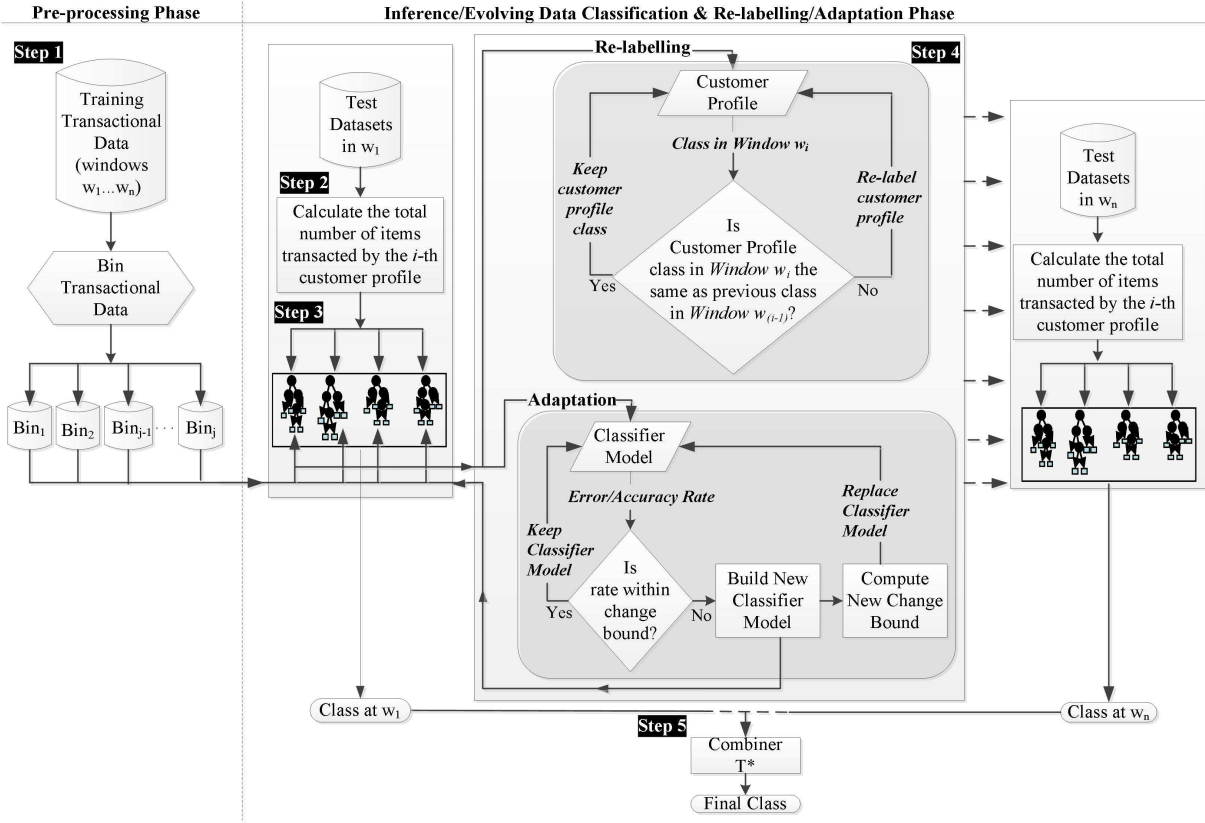 Pre-processing Phase
Inference/Evolving Data Classification & Re-labelling/Adaptation Phase
Step 1
Training
Transactional
Data
(windows
w1...wn)
Bin
Transactional
Data
Bin1
Bin2
Binj-1
. . .
Binj
Test
Datasets
in w1
Step 2
Calculate the total
number of items
transacted by the i-th
customer profile
Step 3
Step 4
Re-labelling
Customer
Profile
Class in Window wi
Keep
customer
profile
class
Re-label
customer
profile
Is
Customer Profile
class in Window wi the
same as previous class
in Window w(i-1)?
Yes
No
Adaptation
Classifier
Model
Error/Accuracy Rate
Keep
Classifier
Model
Replace
Classifier
Model
Is
rate within
change
bound?
Yes
No
Build New
Classifier
Model
Compute
New Change
Bound
Test
Datasets
in wn
Calculate the total
number of items
transacted by the i-th
customer profile
Class at w1
Class at wn
Step 5
Combiner
T*
Final Class